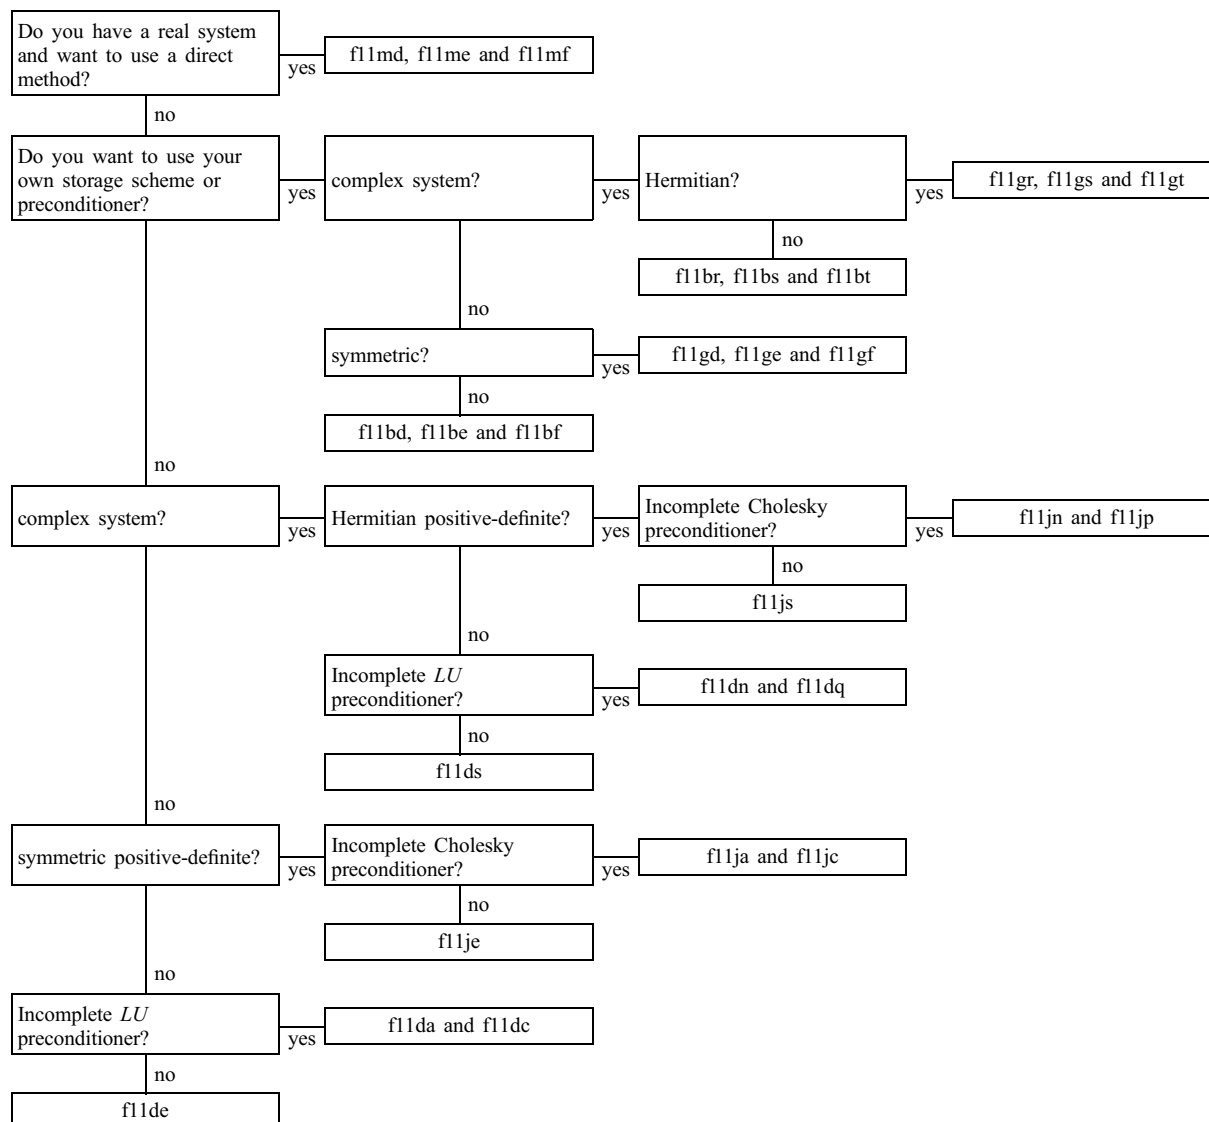 Do you have a real system
and want to use a direct
method?
yes
f11md, f11me and f11mf
no
Do you want to use your
own storage scheme or
preconditioner?
yes
complex system?
yes
Hermitian?
yes
f11gr, f11gs and f11gt
no
f11br, f11bs and f11bt
no
symmetric?
yes
f11gd, f11ge and f11gf
no
f11bd, f11be and f11bf
no
complex system?
yes
Hermitian positive-definite?
yes
Incomplete Cholesky
preconditioner?
yes
f11jn and f11jp
no
f11js
no
Incomplete LU
preconditioner?
yes
f11dn and f11dq
no
f11ds
no
symmetric positive-definite?
yes
Incomplete Cholesky
preconditioner?
yes
f11ja and f11jc
no
f11je
no
Incomplete LU
preconditioner?
yes
f11da and f11dc
no
f11de